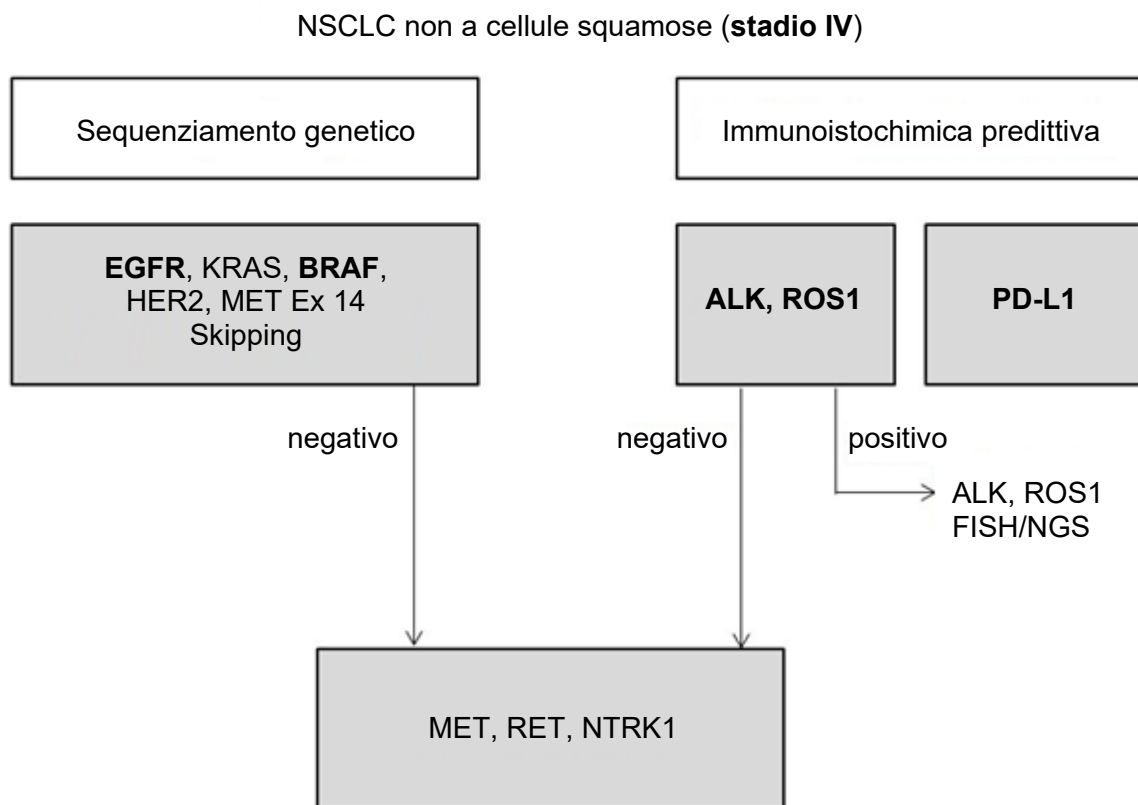 NSCLC non a cellule squamose (stadio IV)
Sequenziamento genetico
Immunoistochimica predittiva
EGFR, KRAS, BRAF,
HER2, MET Ex 14
Skipping
ALK, ROS1
PD-L1
negativo
negativo
positivo
ALK, ROS1
FISH/NGS
MET, RET, NTRK1